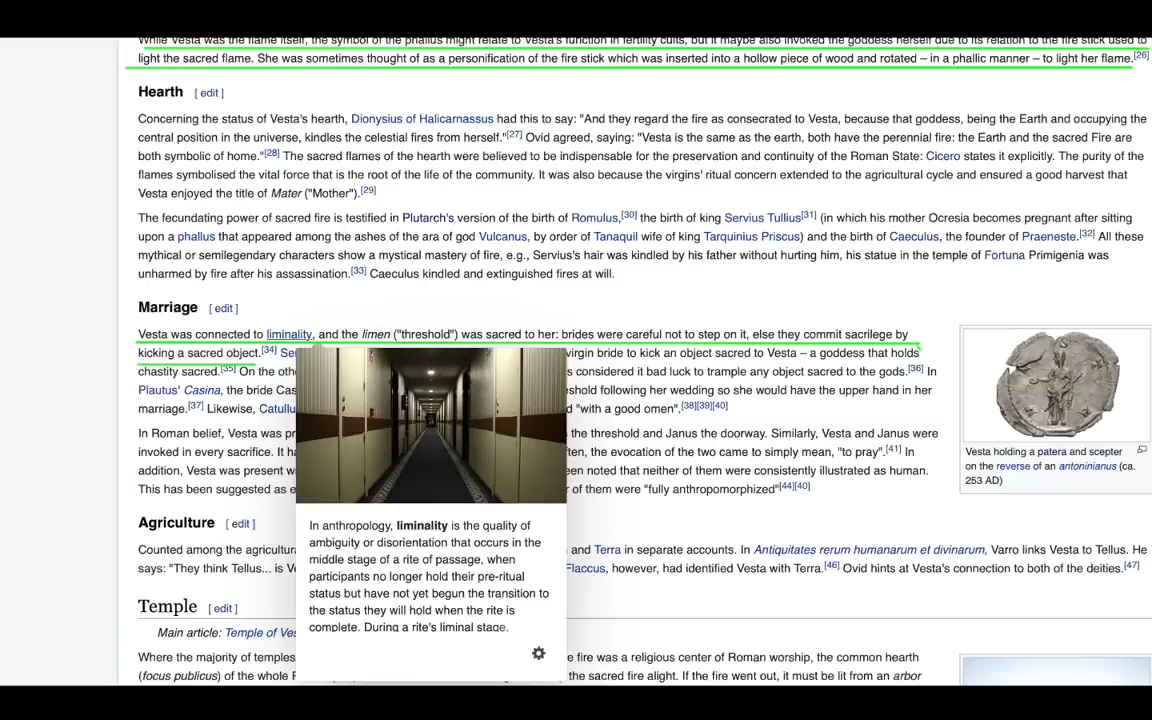 While Vesta was the flame itself, the symbol of the phallus might relate to Vesta's function in fertility cults, but it maybe also invoked the goddess herself due to its relation to the fire stick used to
light the sacred flame. She was sometimes thought of as a personification of the fire stick which was inserted into a hollow piece of wood and rotated – in a phallic manner – to light her flame.[26]
Hearth [ edit ]
Concerning the status of Vesta's hearth, Dionysius of Halicarnassus had this to say: "And they regard the fire as consecrated to Vesta, because that goddess, being the Earth and occupying the
central position in the universe, kindles the celestial fires from herself."[27] Ovid agreed, saying: "Vesta is the same as the earth, both have the perennial fire: the Earth and the sacred Fire are
both symbolic of home."[28] The sacred flames of the hearth were believed to be indispensable for the preservation and continuity of the Roman State: Cicero states it explicitly. The purity of the
flames symbolised the vital force that is the root of the life of the community. It was also because the virgins' ritual concern extended to the agricultural cycle and ensured a good harvest that
Vesta enjoyed the title of Mater ("Mother").[29]
The fecundating power of sacred fire is testified in Plutarch's version of the birth of Romulus,[30] the birth of king Servius Tullius[31] (in which his mother Ocresia becomes pregnant after sitting
upon a phallus that appeared among the ashes of the ara of god Vulcanus, by order of Tanaquil wife of king Tarquinius Priscus) and the birth of Caeculus, the founder of Praeneste.[32] All these
mythical or semilegendary characters show a mystical mastery of fire, e.g., Servius's hair was kindled by his father without hurting him, his statue in the temple of Fortuna Primigenia was
unharmed by fire after his assassination.[33] Caeculus kindled and extinguished fires at will.
Marriage [ edit ]
Vesta was connected to liminality, and the limen ("threshold") was sacred to her: brides were careful not to step on it, else they commit sacrilege by
kicking a sacred object.[34] Se virgin bride to kick an object sacred to Vesta – a goddess that holds
chastity sacred.[35] On the oth s considered it bad luck to trample any object sacred to the gods.[36] In
Plautus' Casina, the bride Cas shold following her wedding so she would have the upper hand in her
marriage.[37] Likewise, Catullu d "with a good omen".[38][39][40]
In Roman belief, Vesta was pr the threshold and Janus the doorway. Similarly, Vesta and Janus were
invoked in every sacrifice. It ha ten, the evocation of the two came to simply mean, "to pray".[41] In
addition, Vesta was present w een noted that neither of them were consistently illustrated as human.
This has been suggested as e r of them were "fully anthropomorphized"[44][40]
Vesta holding a patera and scepter
on the reverse of an antoninianus (ca.
253 AD)
In anthropology, liminality is the quality of
ambiguity or disorientation that occurs in the
middle stage of a rite of passage, when
participants no longer hold their pre-ritual
status but have not yet begun the transition to
the status they will hold when the rite is
complete. During a rite's liminal stage,
Agriculture [ edit ]
Counted among the agricultura and Terra in separate accounts. In Antiquitates rerum humanarum et divinarum, Varro links Vesta to Tellus. He
says: "They think Tellus... is Ve Flaccus, however, had identified Vesta with Terra.[46] Ovid hints at Vesta's connection to both of the deities.[47]
Temple [ edit ]
Main article: Temple of Ves
Where the majority of temples e fire was a religious center of Roman worship, the common hearth
(focus publicus) of the whole R the sacred fire alight. If the fire went out, it must be lit from an arbor